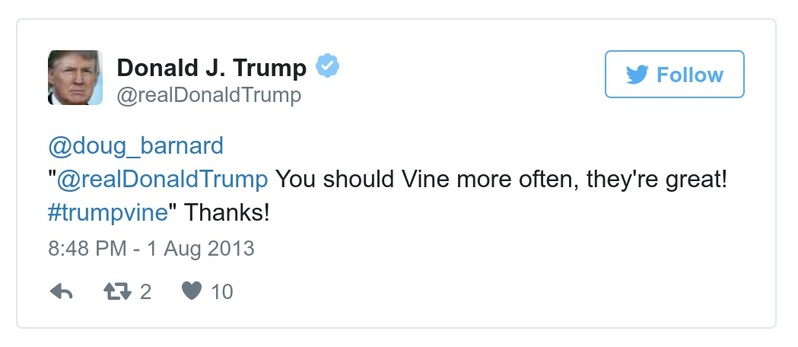 Donald J. Trump
@realDonaldTrump
Follow
@doug_barnard
"@realDonaldTrump You should Vine more often, they're great!
#trumpvine" Thanks!
8:48 PM - 1 Aug 2013
2
10